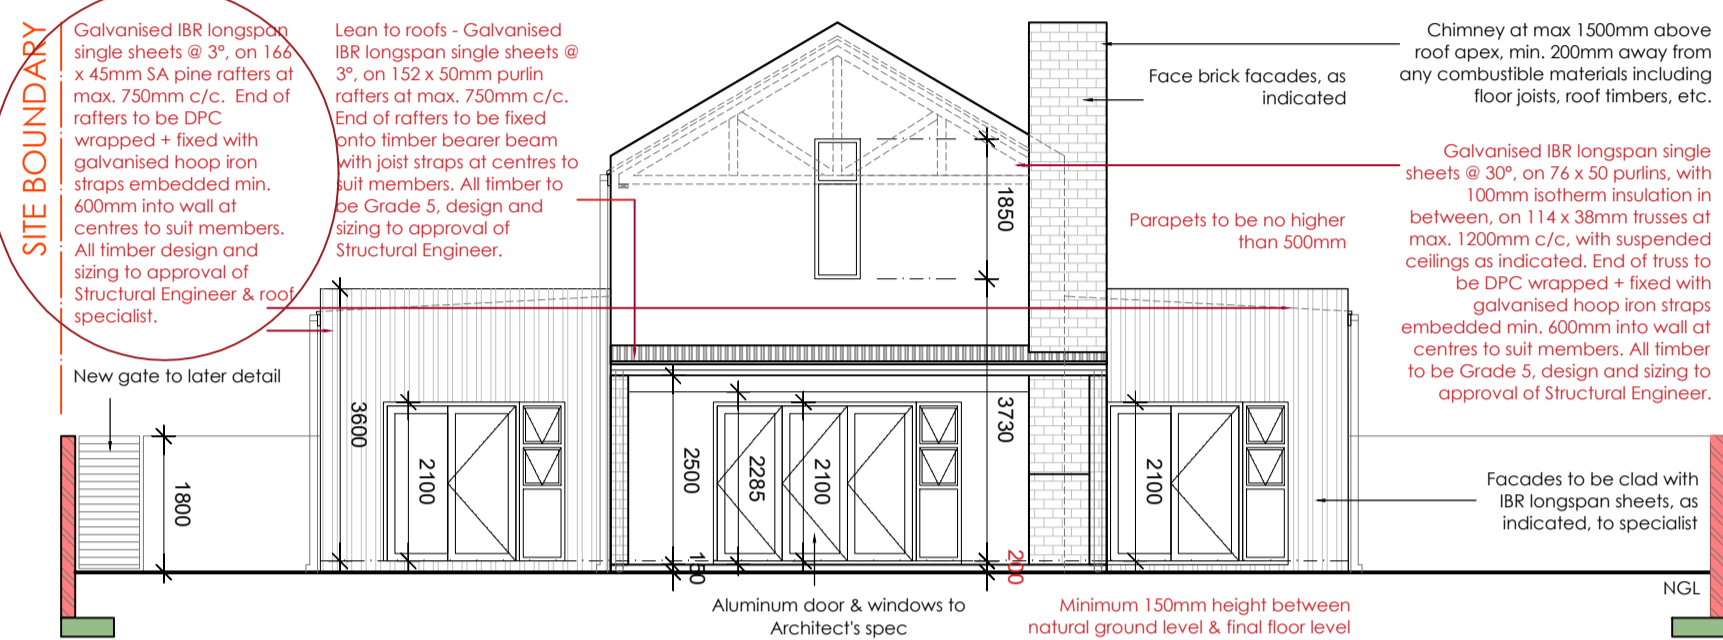 SITE BOUNDARY
Galvanised IBR longspan
single sheets @ 3°, on 166
x 45mm SA pine rafters at
max. 750mm c/c. End of
rafters to be DPC
wrapped + fixed with
galvanised hoop iron
straps embedded min.
600mm into wall at
centres to suit members.
All timber design and
sizing to approval of
Structural Engineer & roof
specialist.
Lean to roofs - Galvanised
IBR longspan single sheets @
3°, on 152 x 50mm purlin
rafters at max. 750mm c/c.
End of rafters to be fixed
onto timber bearer beam
with joist straps at centres to
suit members. All timber to
be Grade 5, design and
sizing to approval of
Structural Engineer.
Face brick facades, as
indicated
Chimney at max 1500mm above
roof apex, min. 200mm away from
any combustible materials including
floor joists, roof timbers, etc.
Parapets to be no higher
than 500mm
Galvanised IBR longspan single
sheets @ 30°, on 76 x 50 purlins, with
100mm isotherm insulation in
between, on 114 x 38mm trusses at
max. 1200mm c/c, with suspended
ceilings as indicated. End of truss to
be DPC wrapped + fixed with
galvanised hoop iron straps
embedded min. 600mm into wall at
centres to suit members. All timber
to be Grade 5, design and sizing to
approval of Structural Engineer.
New gate to later detail
1850
3600
3730
1800
2100
2500
2285
2100
2100
150
200
Facades to be clad with
IBR longspan sheets, as
indicated, to specialist
NGL
Aluminum door & windows to
Architect's spec
Minimum 150mm height between
natural ground level & final floor level